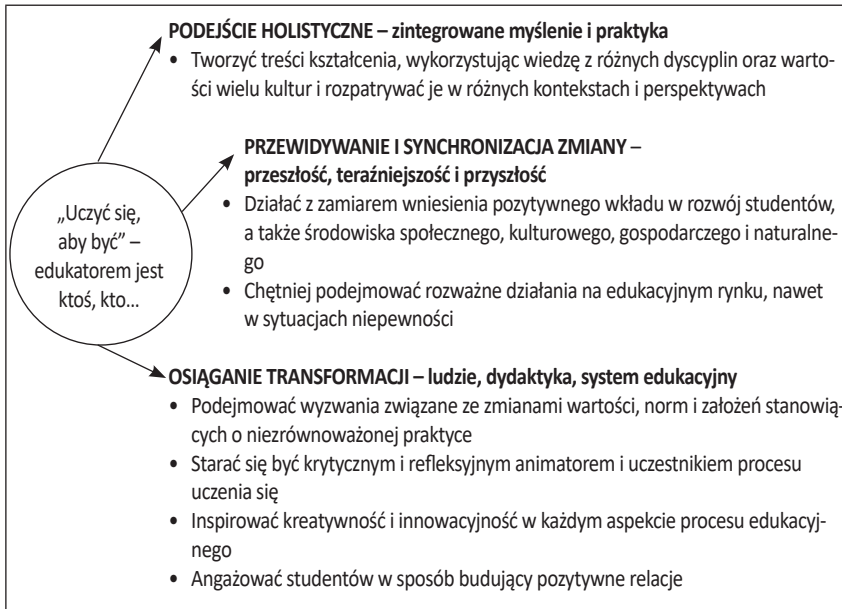 PODEJŚCIE HOLISTYCZNE – zintegrowane myślenie i praktyka
• Tworzyć treści kształcenia, wykorzystując wiedzę z różnych dyscyplin oraz warto-
ści wielu kultur i rozpatrywać je w różnych kontekstach i perspektywach
PRZEWIDYWANIE I SYNCHRONIZACJA ZMIANY –
przeszłość, teraźniejszość i przyszłość
• Działać z zamiarem wniesienia pozytywnego wkładu w rozwój studentów,
a także środowiska społecznego, kulturowego, gospodarczego i naturalne-
go
• Chętniej podejmować rozważne działania na edukacyjnym rynku, nawet
w sytuacjach niepewności
„Uczyć się,
aby być” –
edukatorem jest
ktoś, kto...
OSIĄGANIE TRANSFORMACJI – ludzie, dydaktyka, system edukacyjny
• Podejmować wyzwania związane ze zmianami wartości, norm i założeń stanowią-
cych o niezrównoważonej praktyce
• Starać się być krytycznym i refleksyjnym animatorem i uczestnikiem procesu
uczenia się
• Inspirować kreatywność i innowacyjność w każdym aspekcie procesu edukacyj-
nego
• Angażować studentów w sposób budujący pozytywne relacje